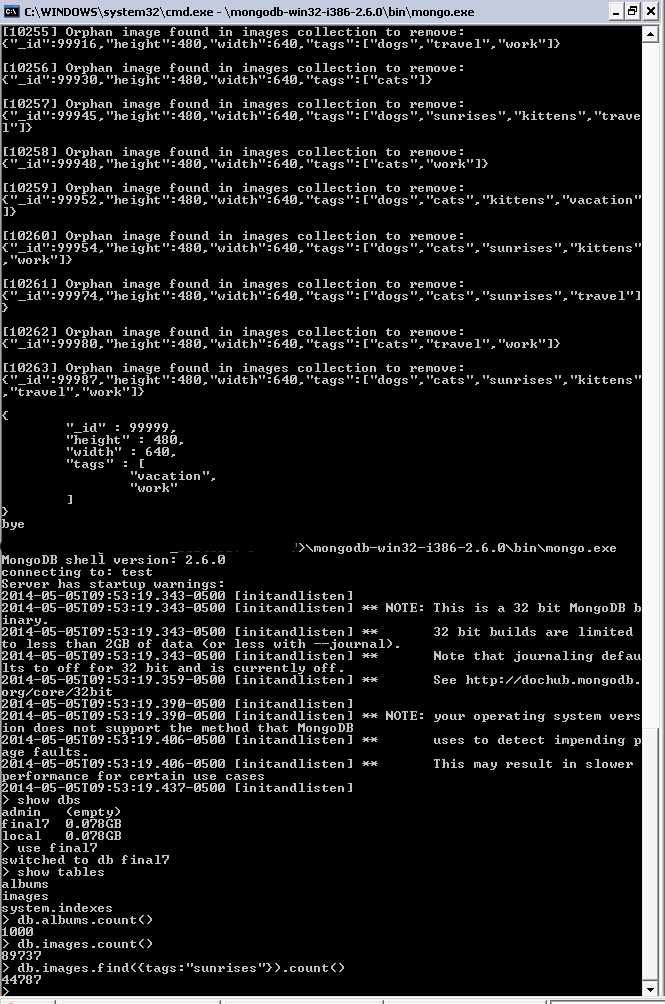 C:\WINDOWS\system32\cmd.exe - \mongodb-win32-i386-2.6.0\bin\mongo.exe
[10255] Orphan image found in images collection to remove:
{"_id":99916,"height":480,"width":640,"tags":["dogs","travel","work"]}
[10256] Orphan image found in images collection to remove:
{"_id":99930,"height":480,"width":640,"tags":["cats"]}
[10257] Orphan image found in images collection to remove:
{"_id":99945,"height":480,"width":640,"tags":["dogs","sunrises","kittens","trave
l"]}
[10258] Orphan image found in images collection to remove:
{"_id":99948,"height":480,"width":640,"tags":["cats","work"]}
[10259] Orphan image found in images collection to remove:
{"_id":99952,"height":480,"width":640,"tags":["dogs","cats","kittens","vacation"
]}
[10260] Orphan image found in images collection to remove:
{"_id":99954,"height":480,"width":640,"tags":["dogs","cats","sunrises","kittens"
,"work"]}
[10261] Orphan image found in images collection to remove:
{"_id":99974,"height":480,"width":640,"tags":["dogs","cats","sunrises","travel"]
}
[10262] Orphan image found in images collection to remove:
{"_id":99980,"height":480,"width":640,"tags":["cats","travel","work"]}
[10263] Orphan image found in images collection to remove:
{"_id":99987,"height":480,"width":640,"tags":["dogs","cats","sunrises","kittens"
,"travel","work"]}
{
"_id" : 99999,
"height" : 480,
"width" : 640,
"tags" : [
"vacation",
"work"
]
}
bye
>\mongodb-win32-i386-2.6.0\bin\mongo.exe
MongoDB shell version: 2.6.0
connecting to: test
Server has startup warnings:
2014-05-05T09:53:19.343-0500 [initandlisten]
2014-05-05T09:53:19.343-0500 [initandlisten] ** NOTE: This is a 32 bit MongoDB b
inary.
2014-05-05T09:53:19.343-0500 [initandlisten] **       32 bit builds are limited
to less than 2GB of data (or less with --journal).
2014-05-05T09:53:19.343-0500 [initandlisten] **       Note that journaling defau
lts to off for 32 bit and is currently off.
2014-05-05T09:53:19.359-0500 [initandlisten] **       See http://dochub.mongodb.
org/core/32bit
2014-05-05T09:53:19.390-0500 [initandlisten]
2014-05-05T09:53:19.390-0500 [initandlisten] ** NOTE: your operating system vers
ion does not support the method that MongoDB
2014-05-05T09:53:19.406-0500 [initandlisten] **       uses to detect impending p
age faults.
2014-05-05T09:53:19.406-0500 [initandlisten] **       This may result in slower
performance for certain use cases
2014-05-05T09:53:19.437-0500 [initandlisten]
> show dbs
admin   (empty)
final7  0.078GB
local   0.078GB
> use final7
switched to db final7
> show tables
albums
images
system.indexes
> db.albums.count()
1000
> db.images.count()
89737
> db.images.find({tags:"sunrises"}).count()
44787
>